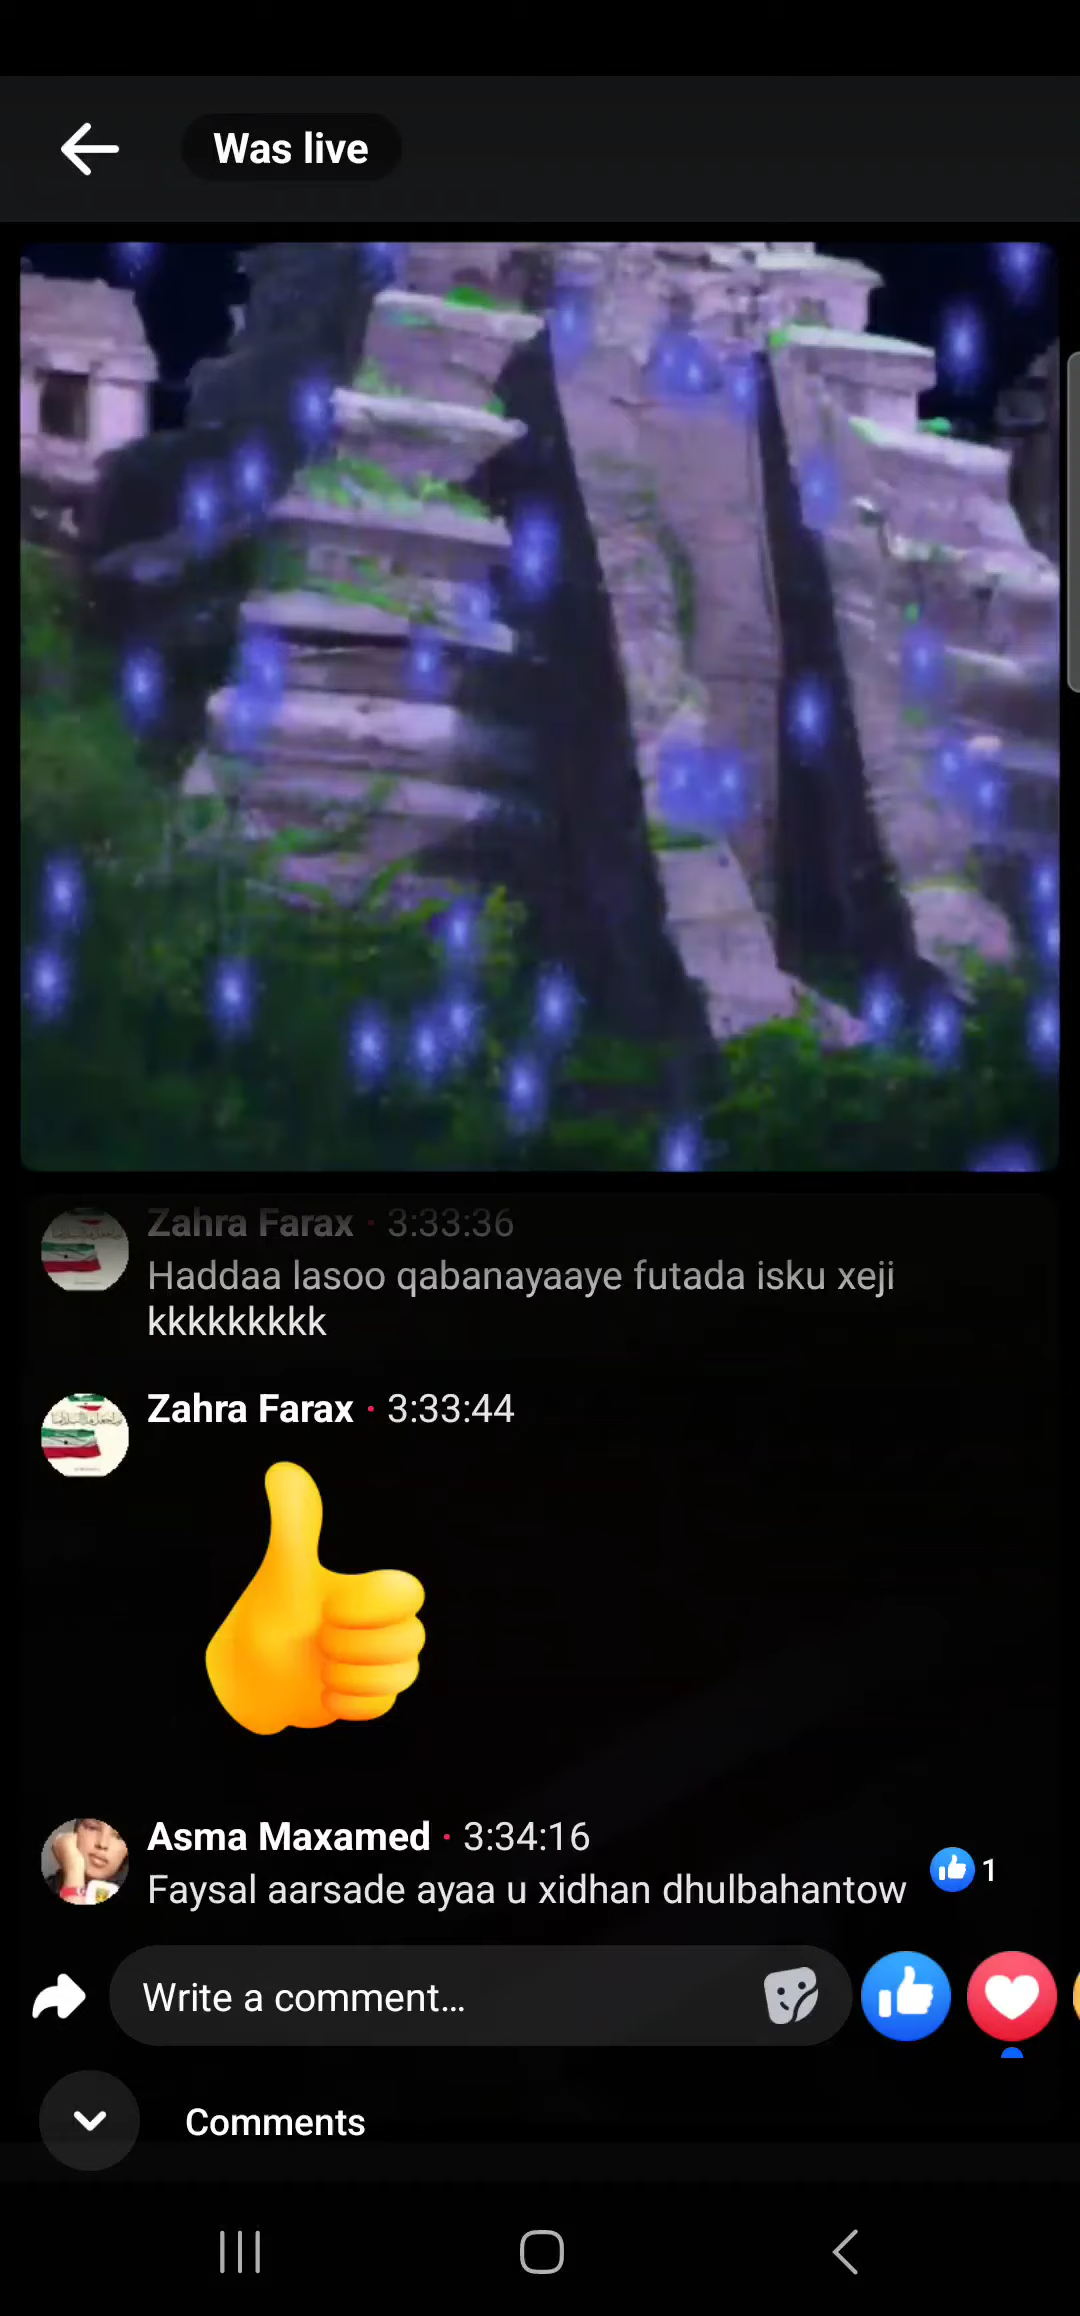 Was live
Zahra Farax · 3:33:36
Haddaa lasoo qabanayaaye futada isku xeji
kkkkkkkkk
Zahra Farax · 3:33:44
Asma Maxamed · 3:34:16
Faysal aarsade ayaa u xidhan dhulbahantow
1
Write a comment...
Comments